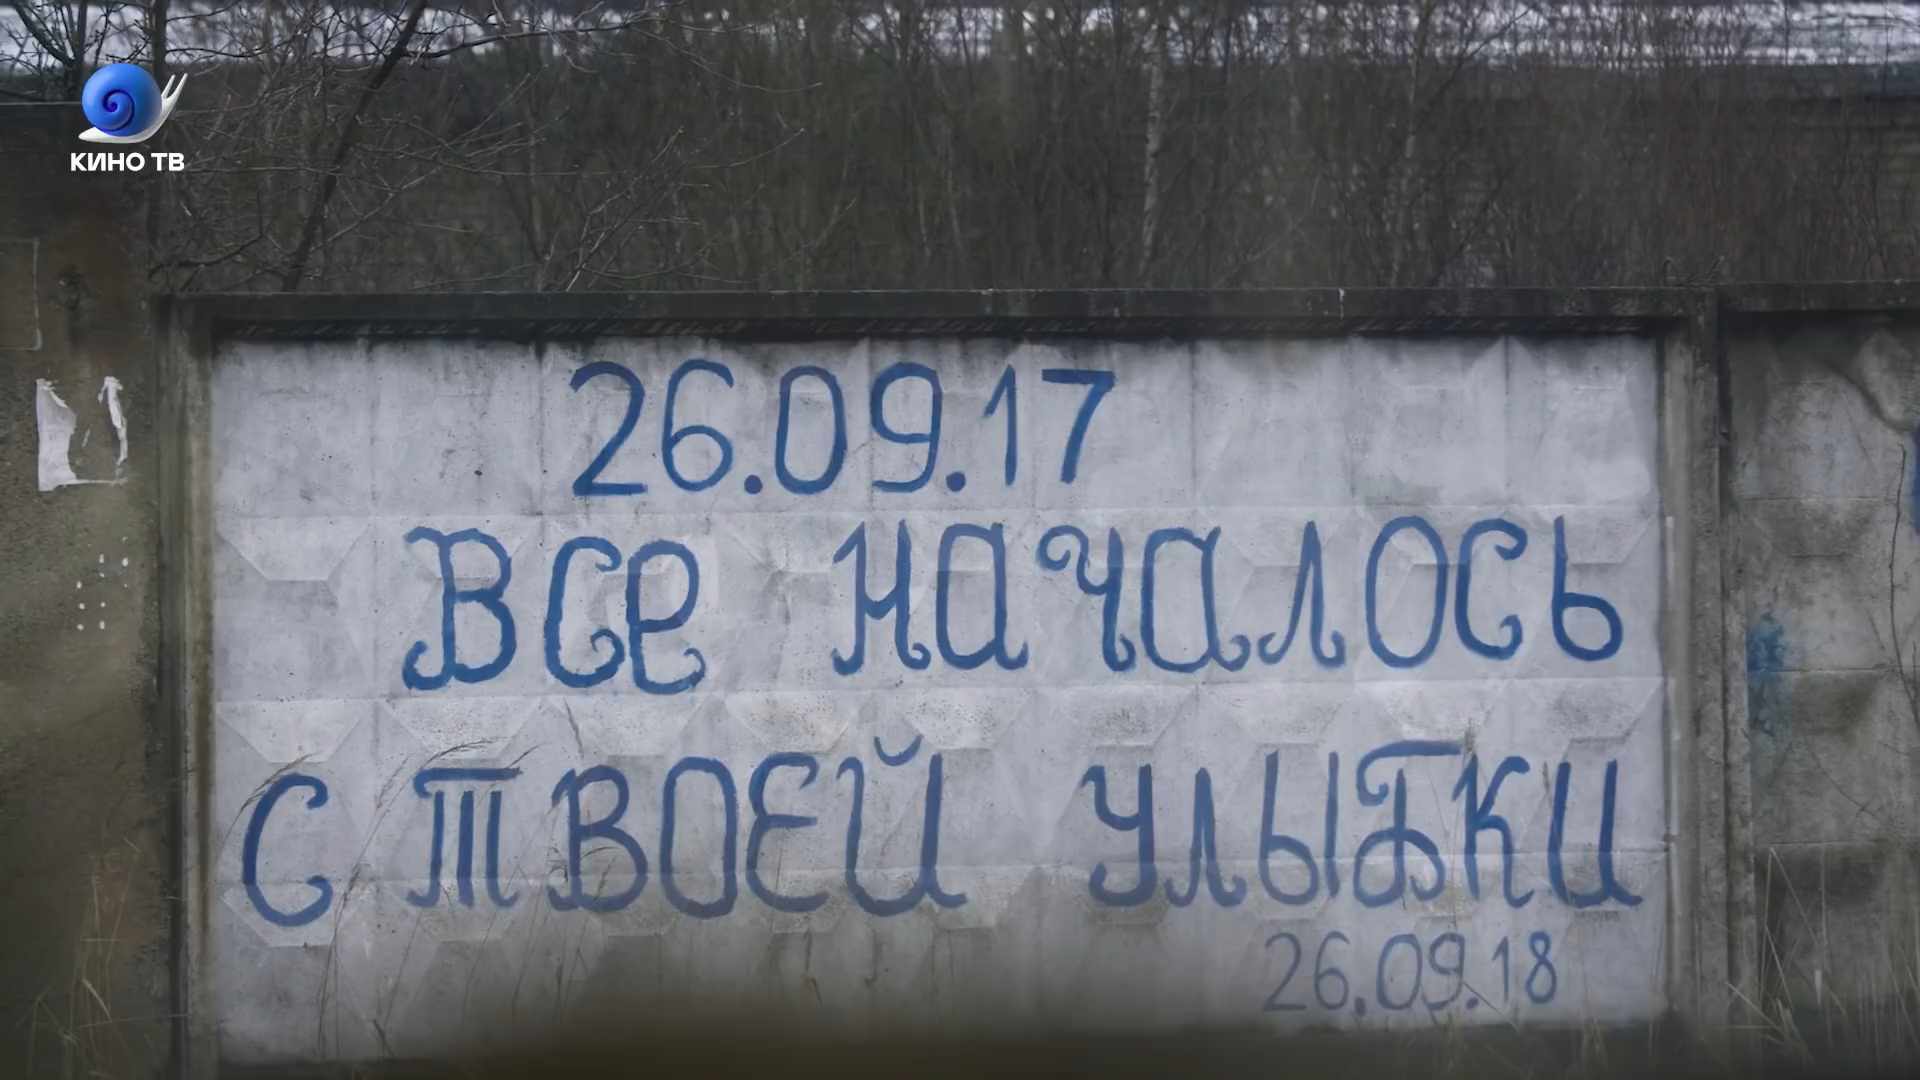 КИНО ТВ
26.09.17
ВСЕ НАЧАЛОСЬ
С ТВОЕЙ УЛЫБКИ
26.09.18